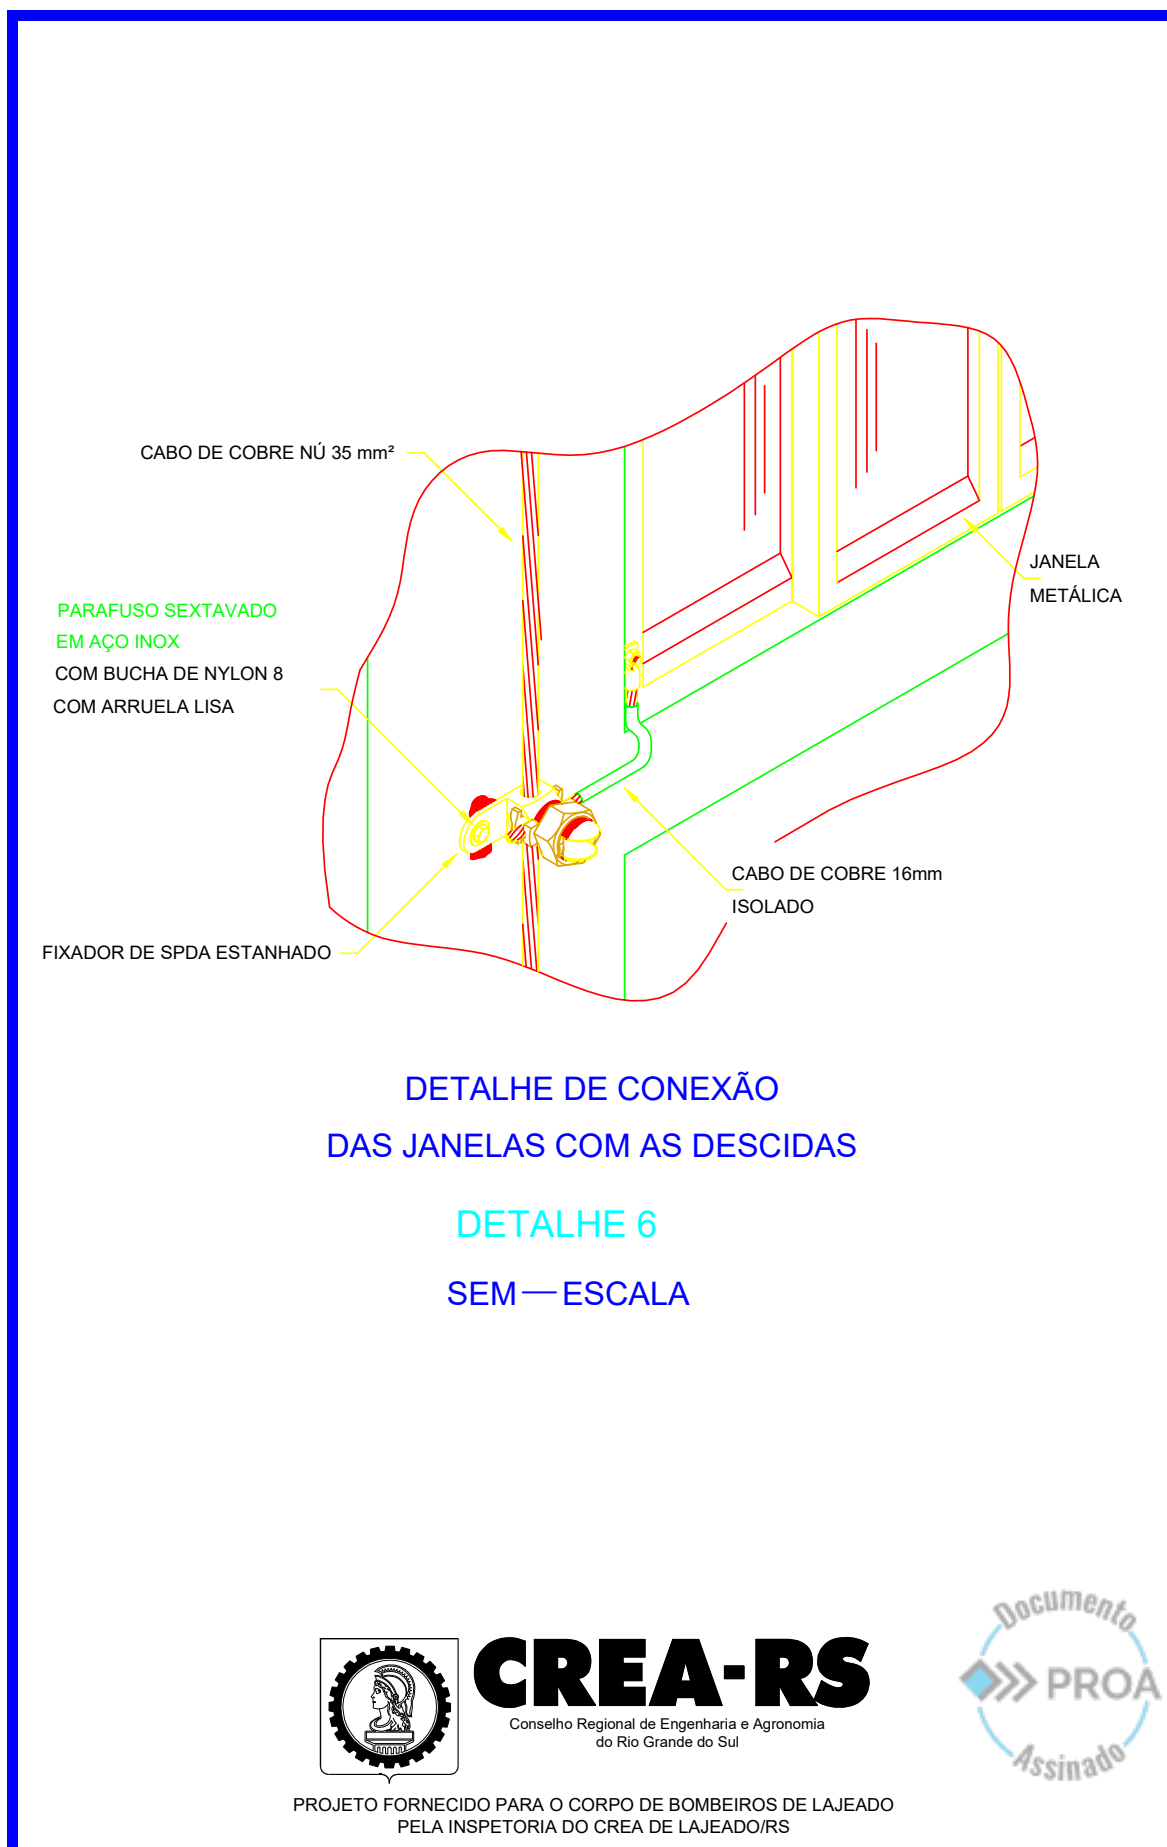 CABO DE COBRE NÚ 35 mm²
PARAFUSO SEXTAVADO
EM AÇO INOX
COM BUCHA DE NYLON 8
COM ARRUELA LISA
JANELA
METÁLICA
CABO DE COBRE 16mm
ISOLADO
FIXADOR DE SPDA ESTANHADO
DETALHE DE CONEXÃO
DAS JANELAS COM AS DESCIDAS
DETALHE 6
SEM — ESCALA
CREA-RS
Conselho Regional de Engenharia e Agronomia
do Rio Grande do Sul
PROJETO FORNECIDO PARA O CORPO DE BOMBEIROS DE LAJEADO
PELA INSPETORIA DO CREA DE LAJEADO/RS
Documento
PROA
Assinado